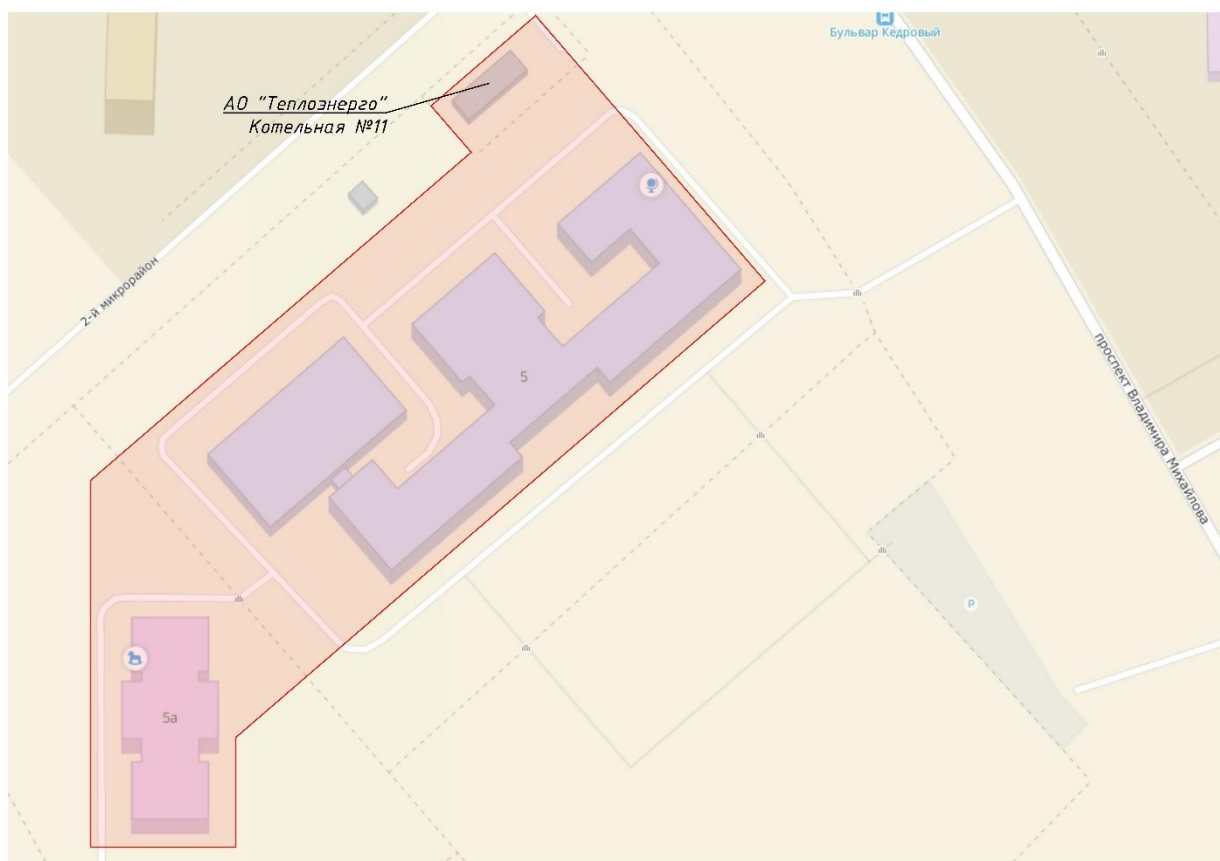 Бульвар Кедровый
АО "Теплоэнерго"
Котельная №11
2-й микрорайон
5
проспект Владимира Михайлова
P
5а